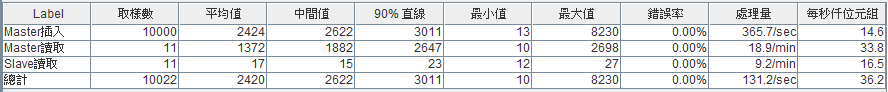 Label 取樣數 平均值 中間值 90% 直線 最小值 最大值 錯誤率 處理量 每秒仟位元組
Master插入 10000 2424 2622 3011 13 8230 0.00% 365.7/sec 14.6
Master讀取 11 1372 1882 2647 10 2698 0.00% 18.9/min 33.8
Slave讀取 11 17 15 23 12 27 0.00% 9.2/min 16.5
總計 10022 2420 2622 3011 10 8230 0.00% 131.2/sec 36.2